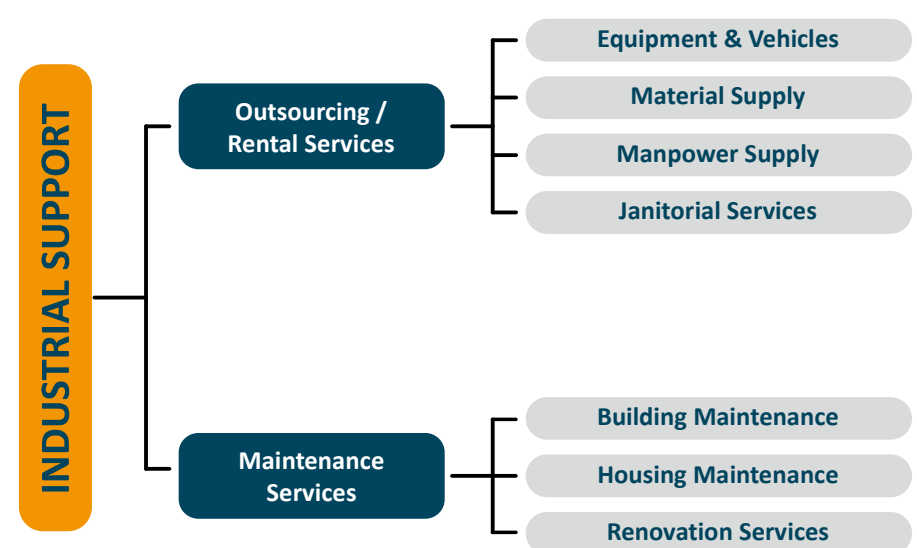 INDUSTRIAL SUPPORT
Outsourcing /
Rental Services
Equipment & Vehicles
Material Supply
Manpower Supply
Janitorial Services
Maintenance
Services
Building Maintenance
Housing Maintenance
Renovation Services